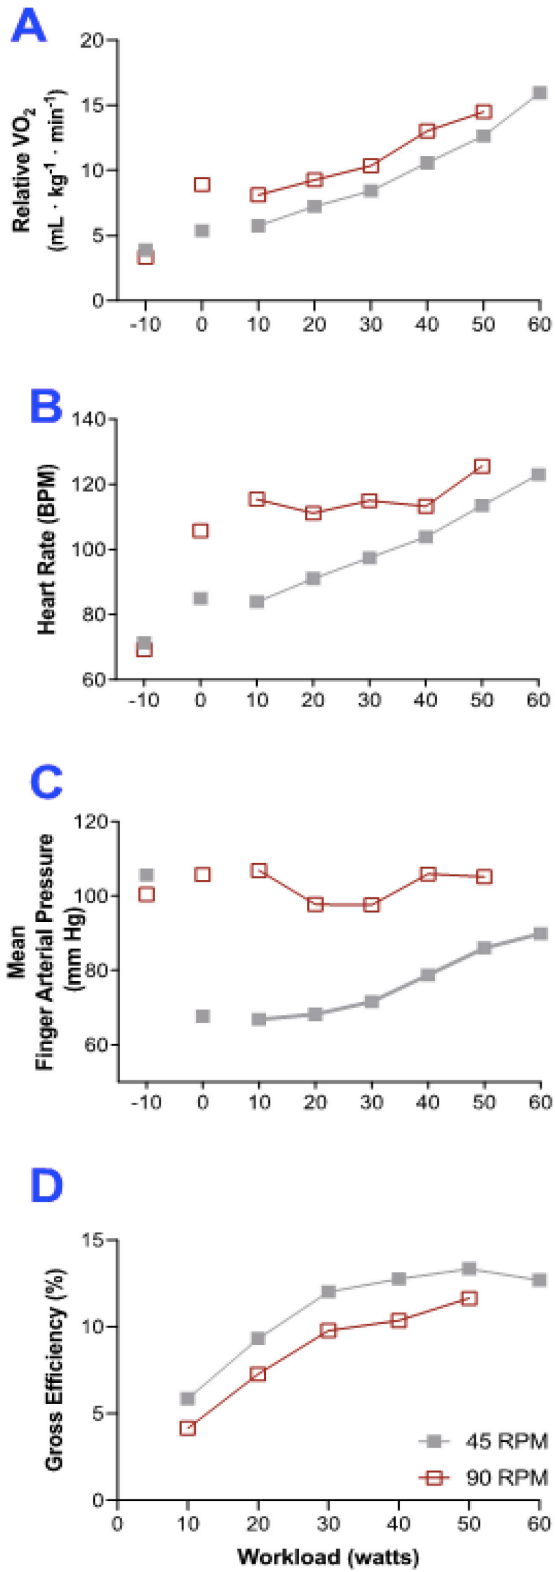 A
Relative VO₂
(mL · kg⁻¹ · min⁻¹)
20
15
10
5
0
-10 0 10 20 30 40 50 60
B
Heart Rate (BPM)
140
120
100
80
60
-10 0 10 20 30 40 50 60
C
Mean
Finger Arterial Pressure
(mm Hg)
120
100
80
60
-10 0 10 20 30 40 50 60
D
Gross Efficiency (%)
15
10
5
0
45 RPM
90 RPM
0 10 20 30 40 50 60
Workload (watts)